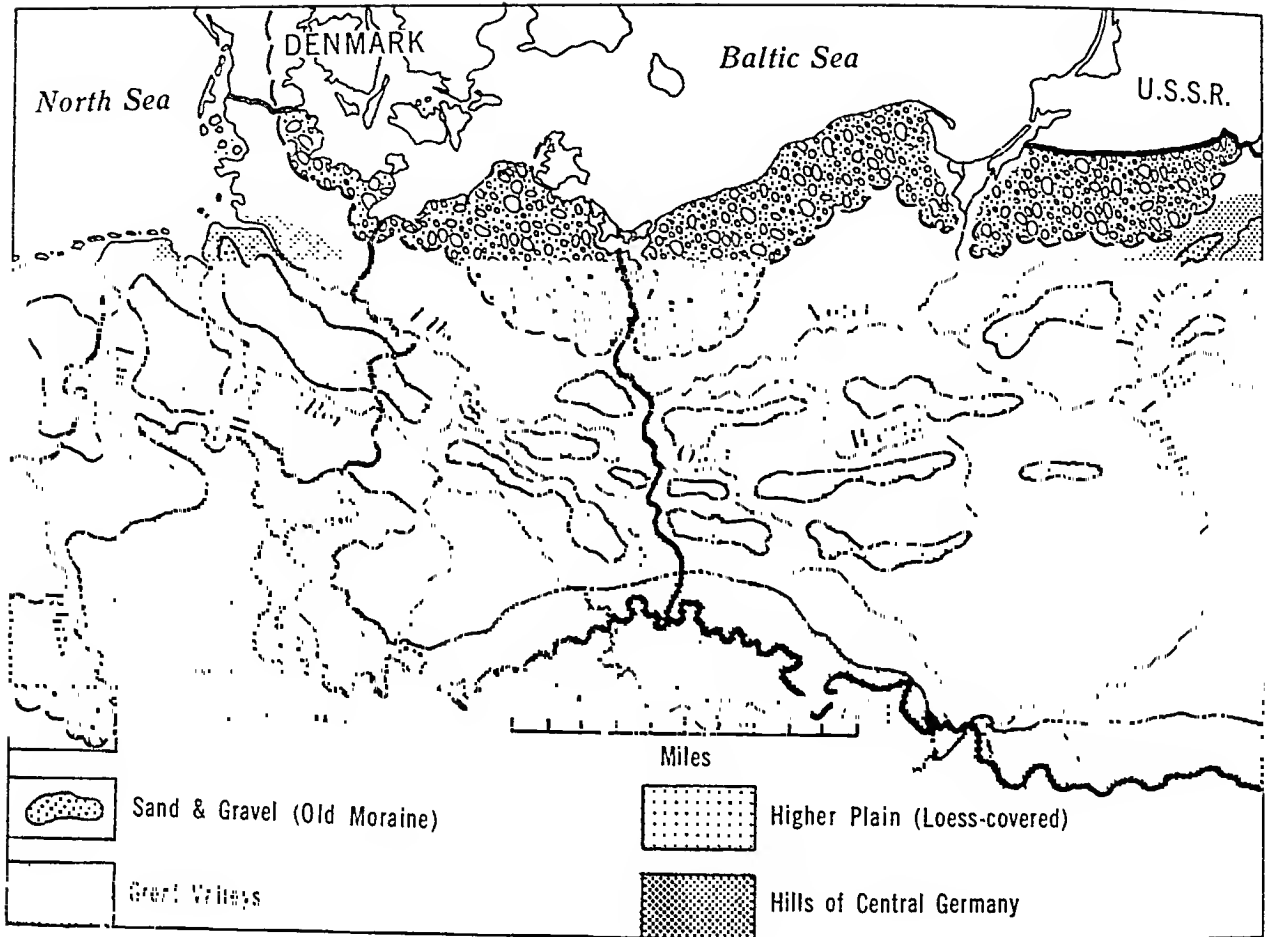 DENMARK
Baltic Sea
North Sea
U.S.S.R.
Miles
Sand & Gravel (Old Moraine)
Higher Plain (Loess-covered)
Hills of Central Germany